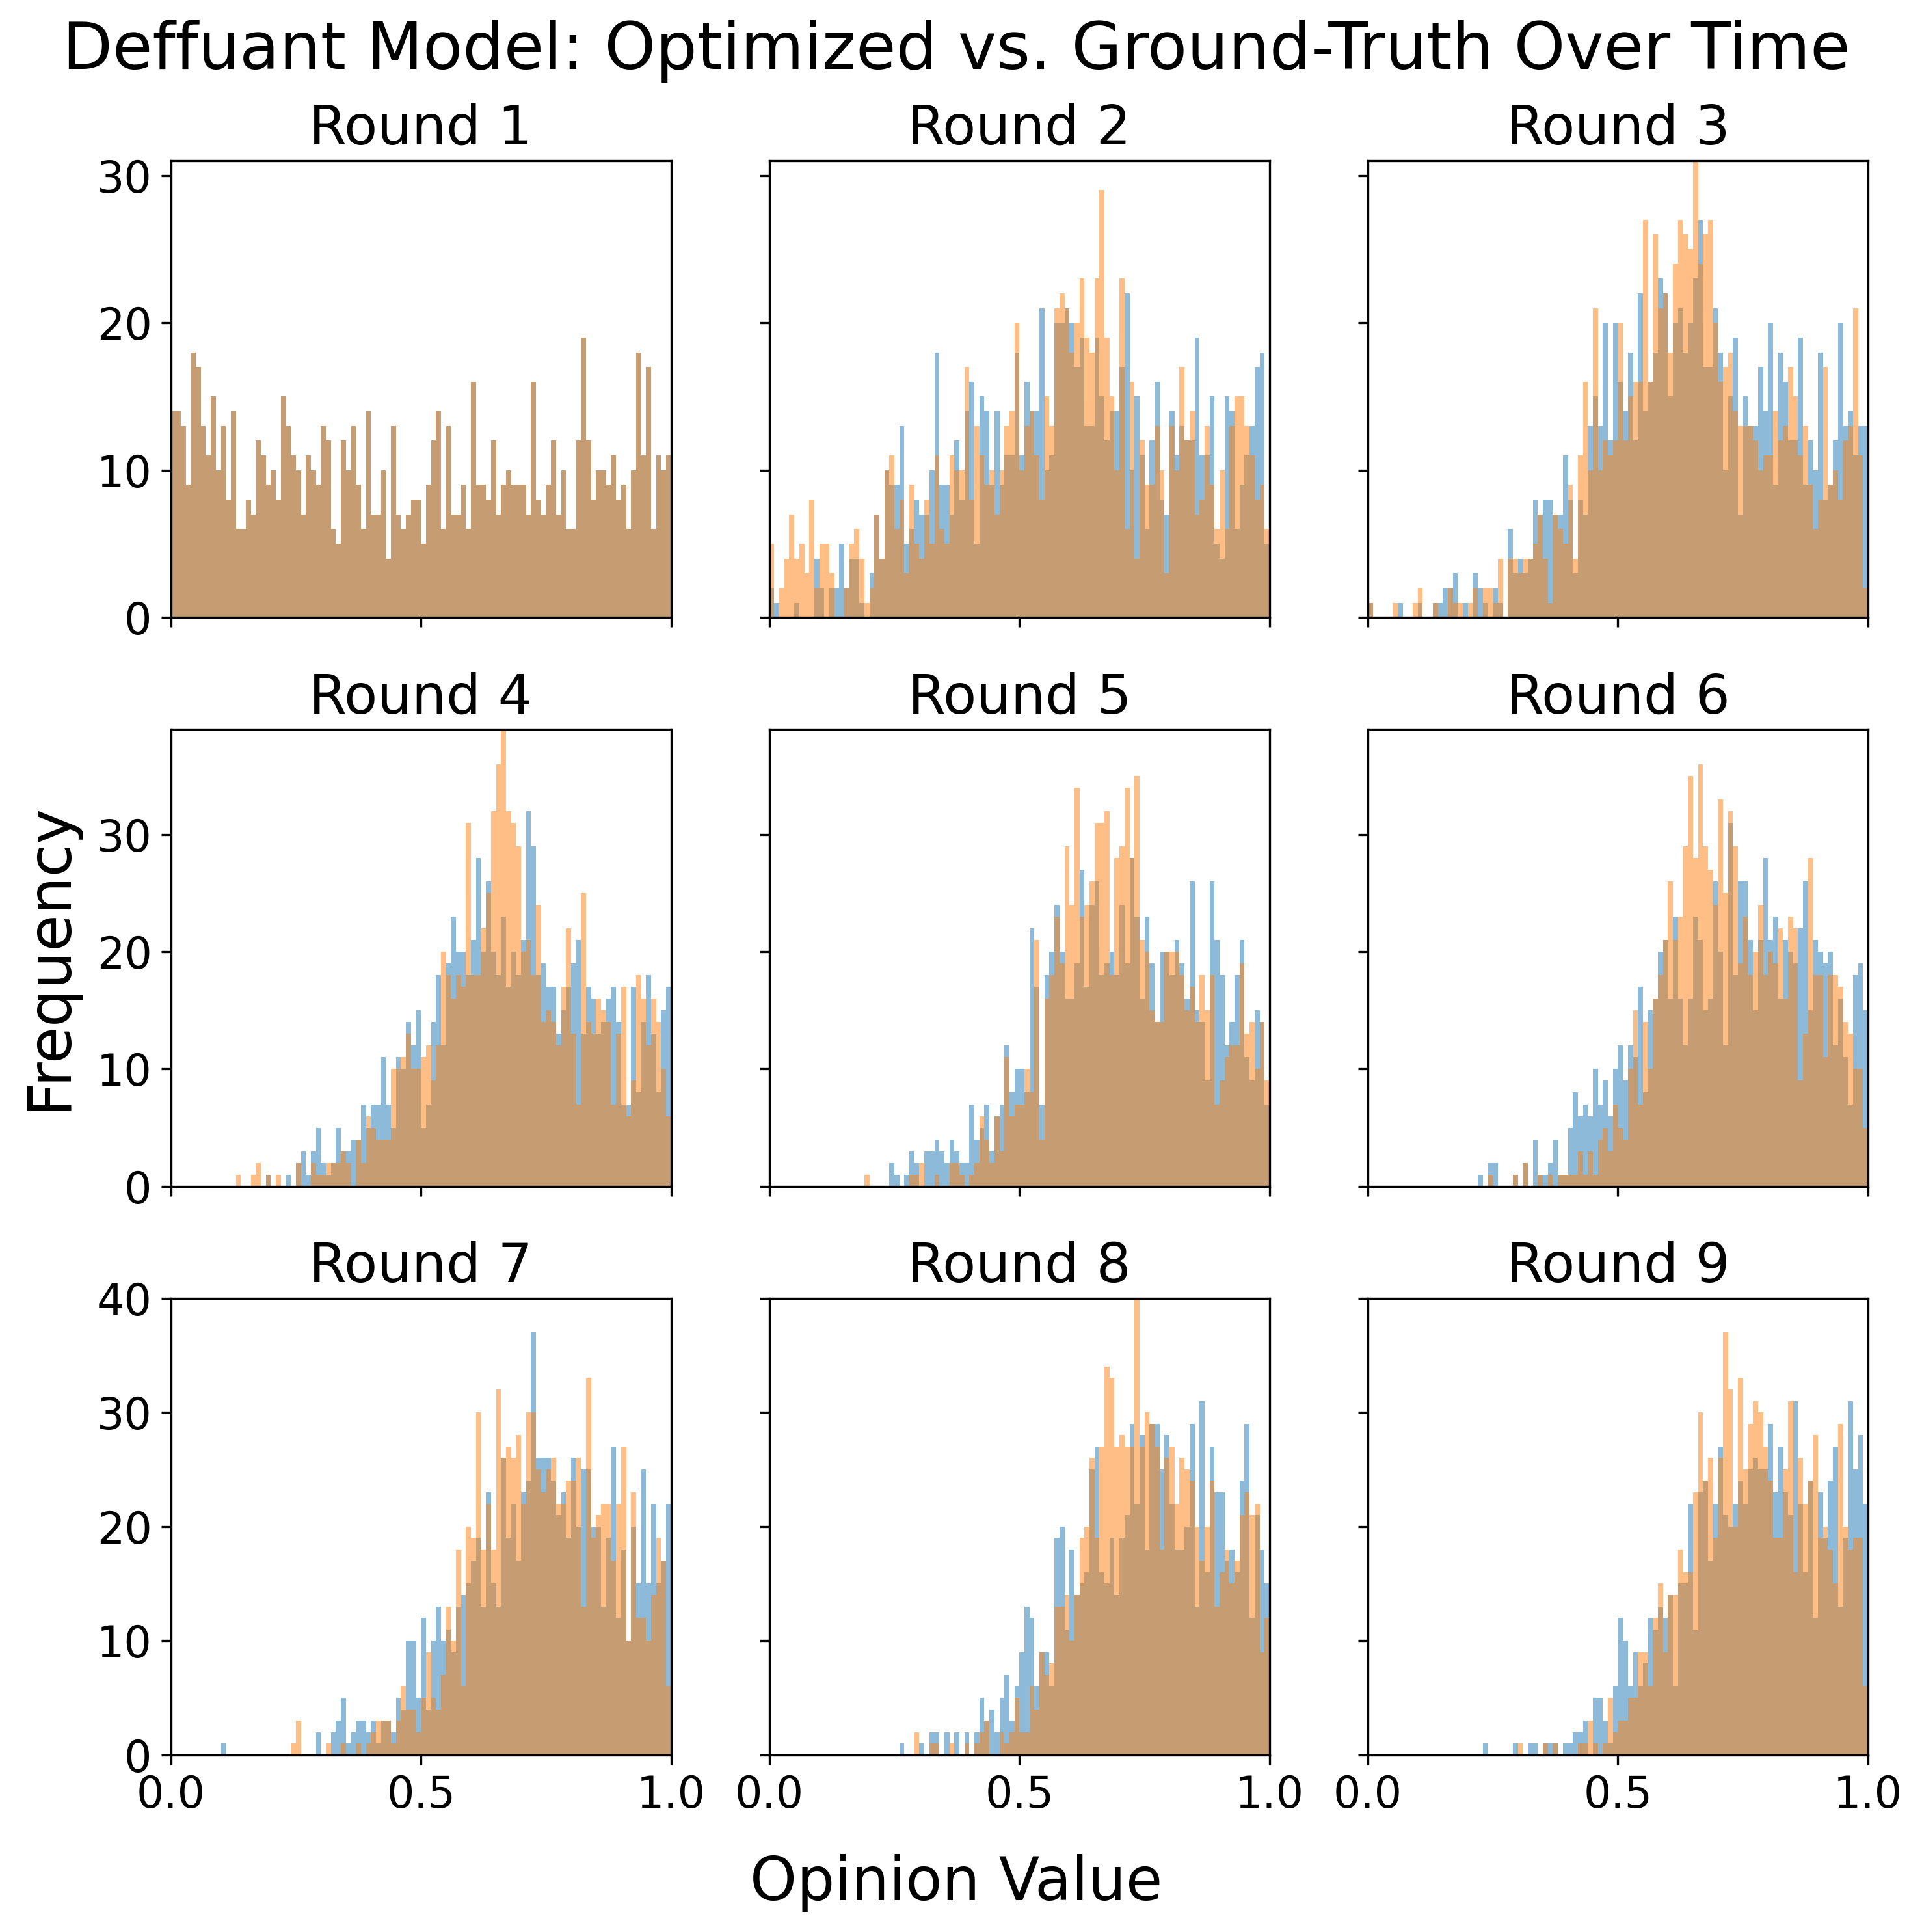 Deffuant Model: Optimized vs. Ground-Truth Over Time
Round 1
Round 2
Round 3
30
20
10
0
Round 4
Round 5
Round 6
30
20
10
0
Frequency
Round 7
Round 8
Round 9
40
30
20
10
0
0.0 0.5 1.0
0.0 0.5 1.0
0.0 0.5 1.0
Opinion Value